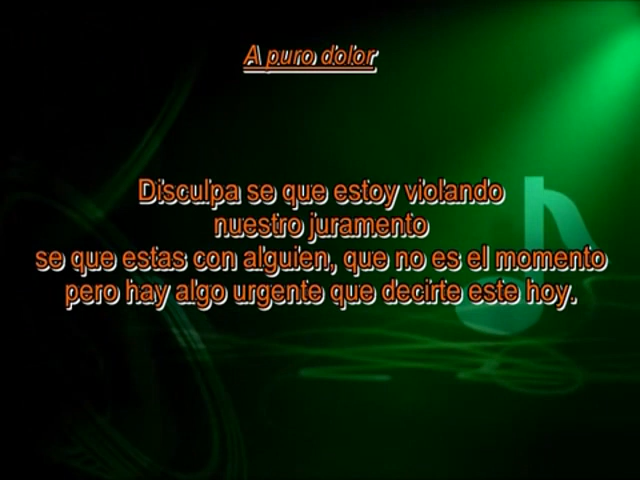 A puro dolor
Disculpa se que estoy violando
nuestro juramento
se que estas con alguien, que no es el momento
pero hay algo urgente que decirte este hoy.